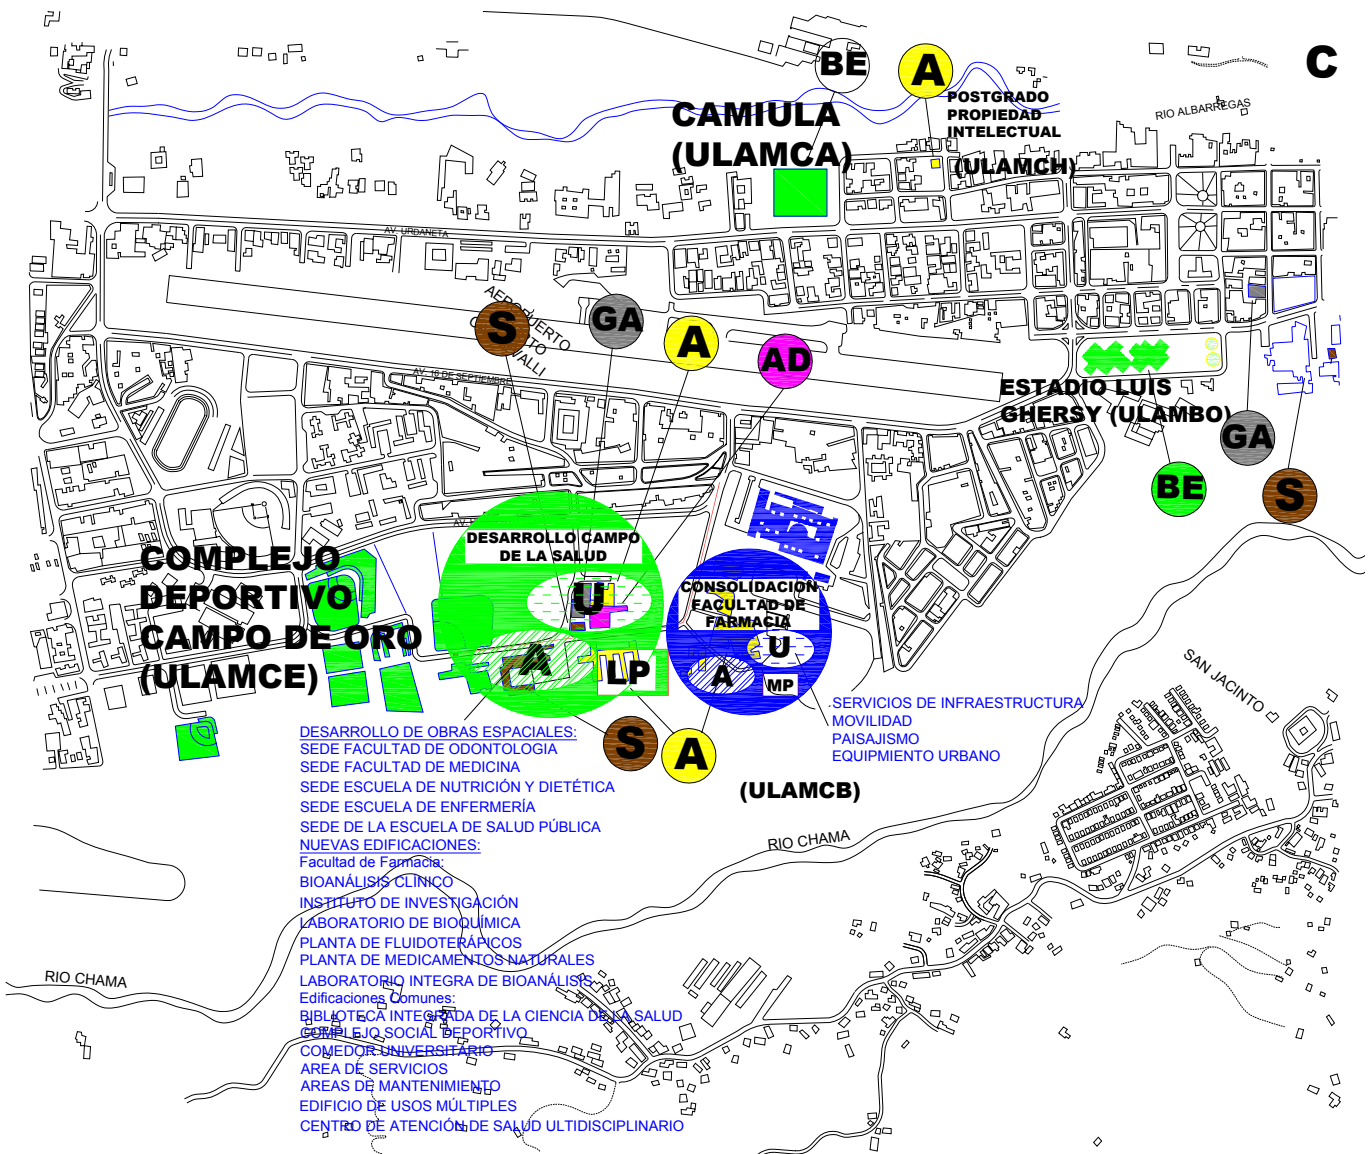 C
BE
A
CAMIULA
(ULAMCA)
POSTGRADO
PROPIEDAD
INTELECTUAL
(ULAMCH)
RIO ALBARREGAS
AV. URDANETA
AEROPUERTO
S
GA
A
AD
AV. 16 DE SEPTIEMBRE
ESTADIO LUIS
GHERSY (ULAMBO)
GA
BE
S
DESARROLLO CAMPO
DE LA SALUD
U
A
LP
CONSOLIDACIÓN
FACULTAD DE
FARMACIA
U
A
MP
COMPLEJO
DEPORTIVO
CAMPO DE ORO
(ULAMCE)
S
A
(ULAMCB)
SERVICIOS DE INFRAESTRUCTURA
MOVILIDAD
PAISAJISMO
EQUIPMIENTO URBANO
SAN JACINTO
RIO CHAMA
RIO CHAMA
DESARROLLO DE OBRAS ESPACIALES:
SEDE FACULTAD DE ODONTOLOGIA
SEDE FACULTAD DE MEDICINA
SEDE ESCUELA DE NUTRICIÓN Y DIETÉTICA
SEDE ESCUELA DE ENFERMERÍA
SEDE DE LA ESCUELA DE SALUD PÚBLICA
NUEVAS EDIFICACIONES:
Facultad de Farmacia:
BIOANÁLISIS CLÍNICO
INSTITUTO DE INVESTIGACIÓN
LABORATORIO DE BIOQUÍMICA
PLANTA DE FLUIDOTERÁPICOS
PLANTA DE MEDICAMENTOS NATURALES
LABORATORIO INTEGRA DE BIOANÁLISIS
Edificaciones Comunes:
BIBLIOTECA INTEGRADA DE LA CIENCIA DE LA SALUD
COMPLEJO SOCIAL DEPORTIVO
COMEDOR UNIVERSITARIO
AREA DE SERVICIOS
AREAS DE MANTENIMIENTO
EDIFICIO DE USOS MÚLTIPLES
CENTRO DE ATENCIÓN DE SALUD ULTIDISCIPLINARIO